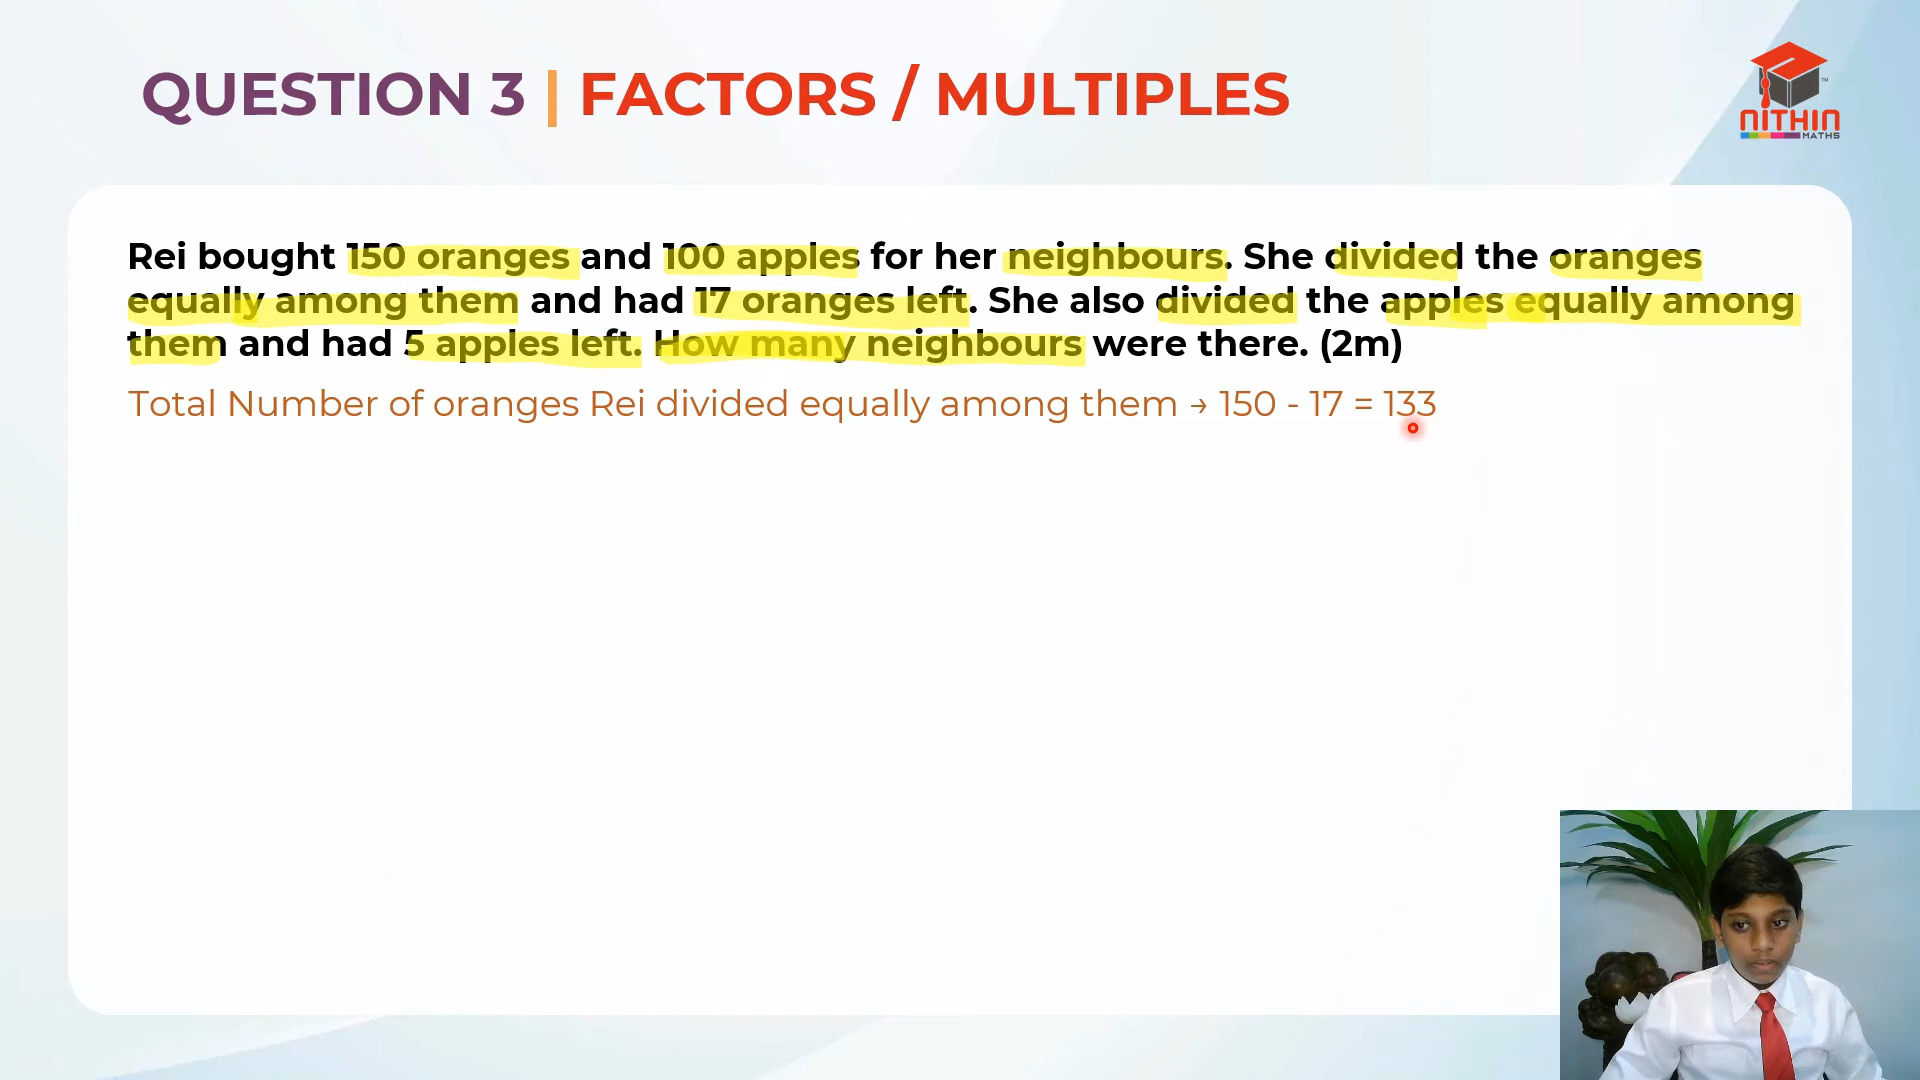 QUESTION 3 | FACTORS / MULTIPLES
NITHIN
MATHS
TM
Rei bought 150 oranges and 100 apples for her neighbours. She divided the oranges
equally among them and had 17 oranges left. She also divided the apples equally among
them and had 5 apples left. How many neighbours were there. (2m)
Total Number of oranges Rei divided equally among them → 150 - 17 = 133